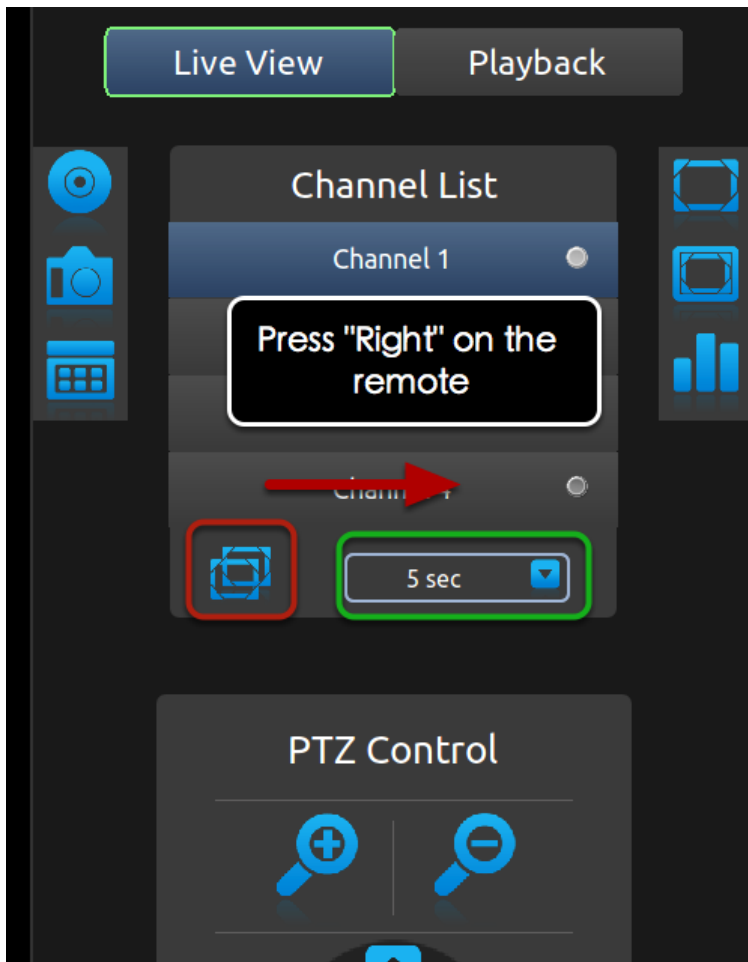 Live View
Playback
Channel List
Channel 1
Press "Right" on the
remote
5 sec
PTZ Control